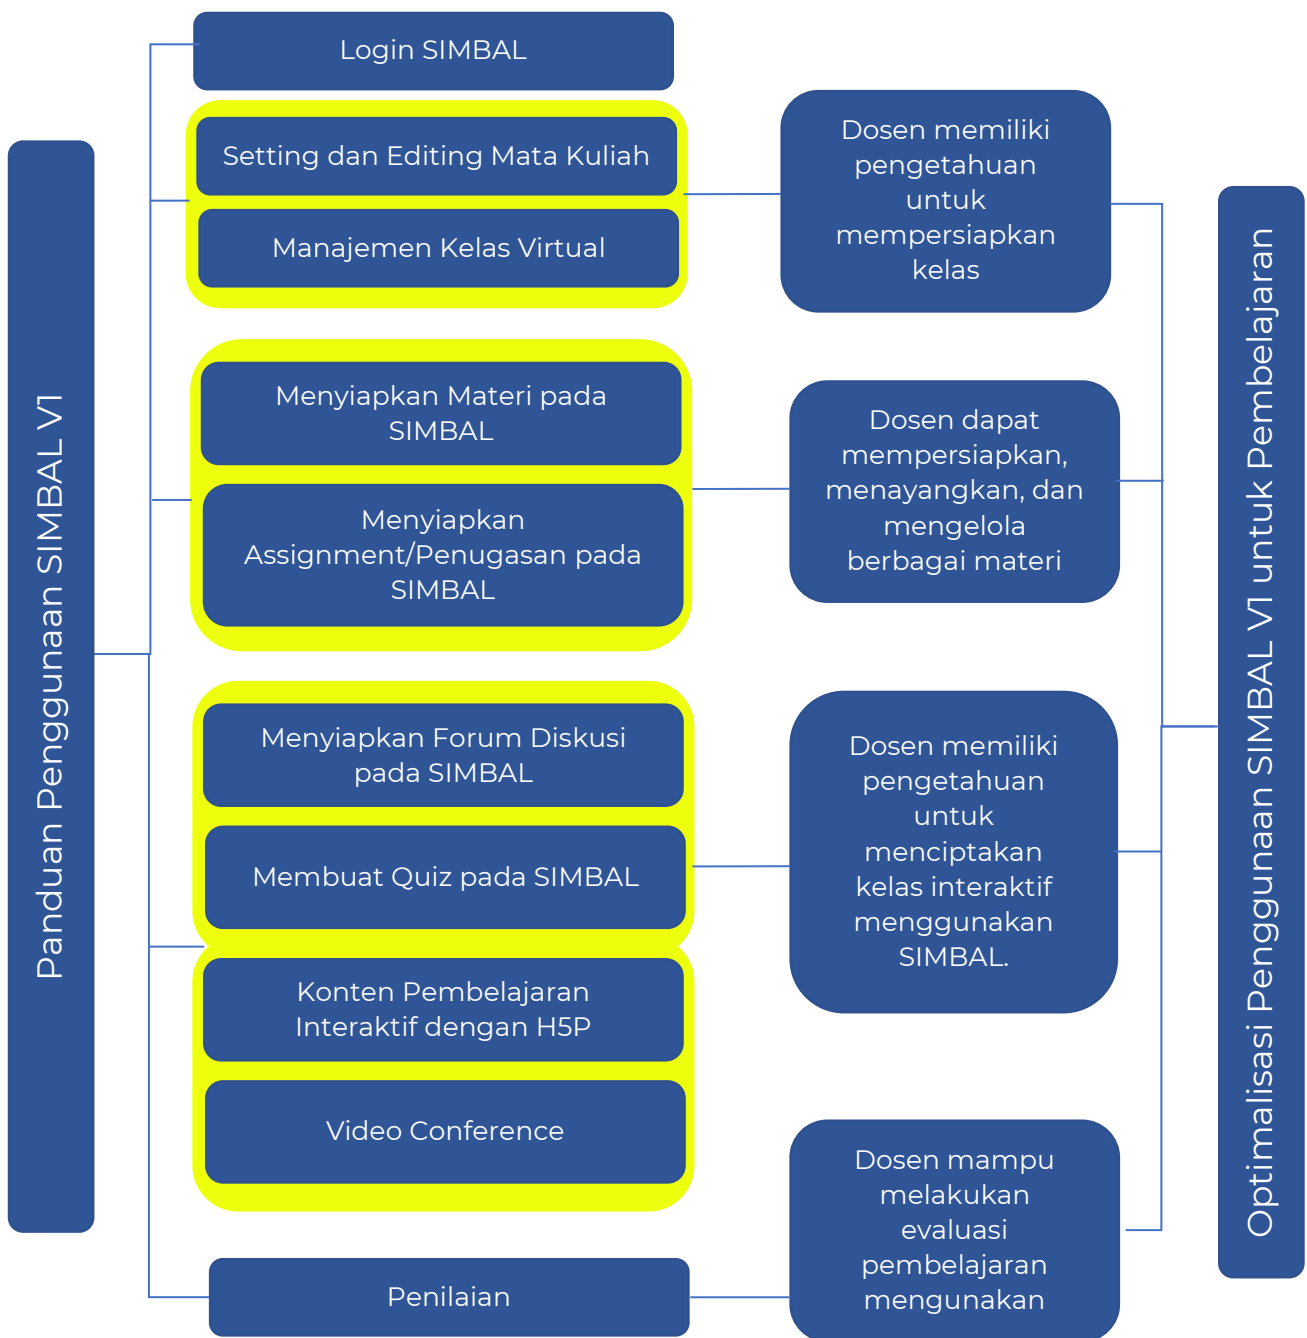 Panduan Penggunaan SIMBAL V1
Login SIMBAL
Setting dan Editing Mata Kuliah
Manajemen Kelas Virtual
Menyiapkan Materi pada
SIMBAL
Menyiapkan
Assignment/Penugasan pada
SIMBAL
Menyiapkan Forum Diskusi
pada SIMBAL
Membuat Quiz pada SIMBAL
Konten Pembelajaran
Interaktif dengan H5P
Video Conference
Penilaian
Dosen memiliki
pengetahuan
untuk
mempersiapkan
kelas
Dosen dapat
mempersiapkan,
menayangkan, dan
mengelola
berbagai materi
Dosen memiliki
pengetahuan
untuk
menciptakan
kelas interaktif
menggunakan
SIMBAL.
Dosen mampu
melakukan
evaluasi
pembelajaran
mengunakan
Optimalisasi Penggunaan SIMBAL V1 untuk Pembelajaran